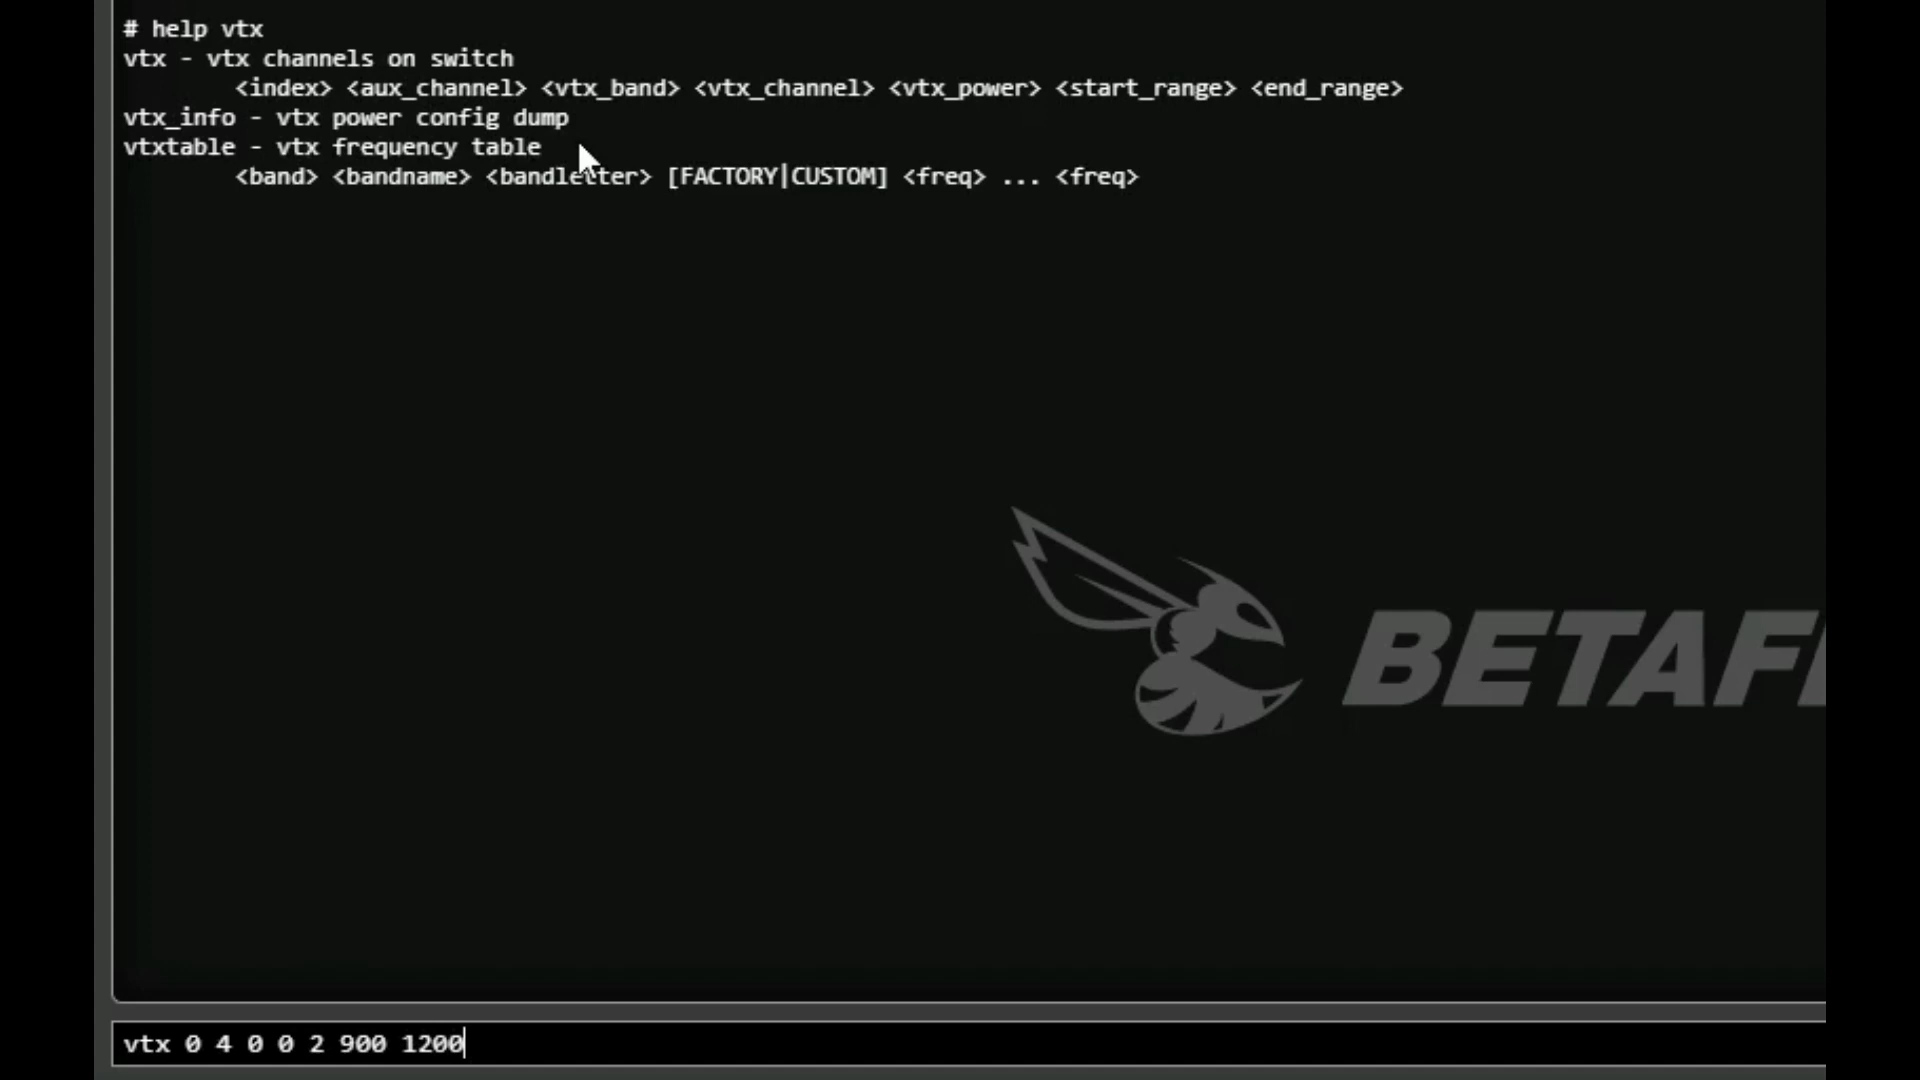 # help vtx
vtx - vtx channels on switch
<index> <aux_channel> <vtx_band> <vtx_channel> <vtx_power> <start_range> <end_range>
vtx_info - vtx power config dump
vtxtable - vtx frequency table
<band> <bandname> <bandletter> [FACTORY|CUSTOM] <freq> ... <freq>
BETAF
vtx 0 4 0 0 2 900 1200